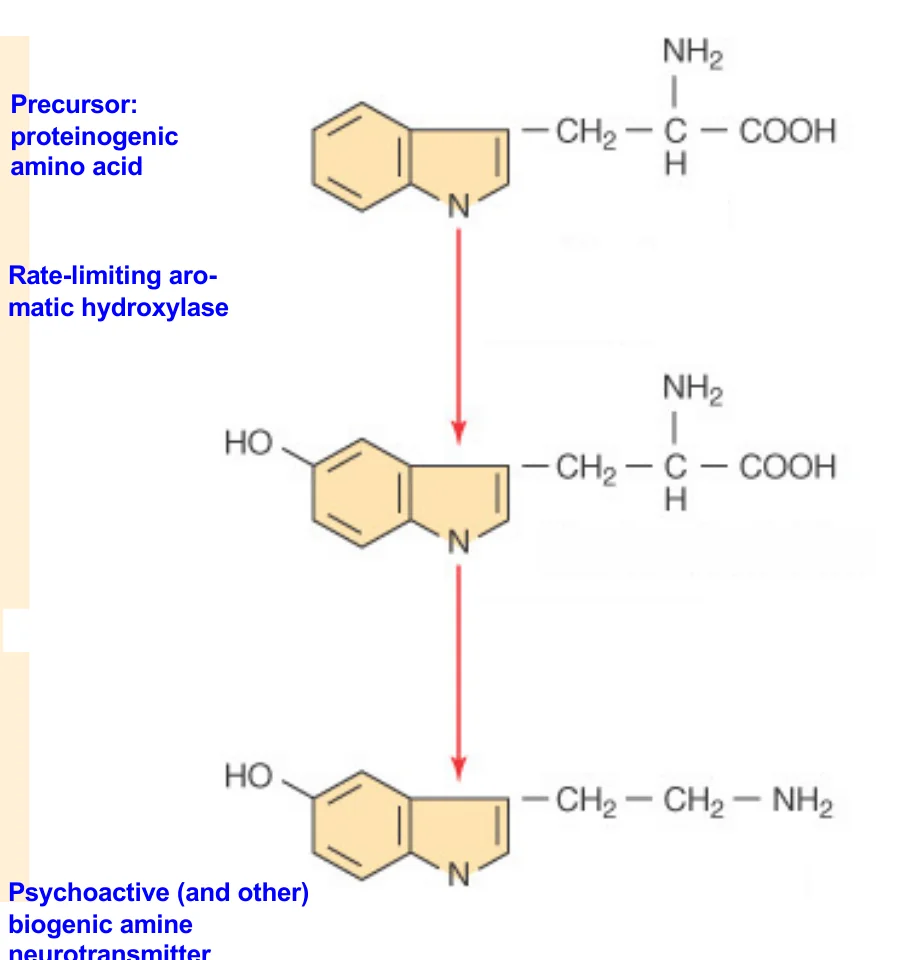 NH₂
Precursor:
proteinogenic
amino acid
CH₂ C COOH
H
N
Rate-limiting aro-
matic hydroxylase
NH₂
HO
CH₂ C COOH
H
N
HO
CH₂ CH₂ NH₂
N
Psychoactive (and other)
biogenic amine
neurotransmitter